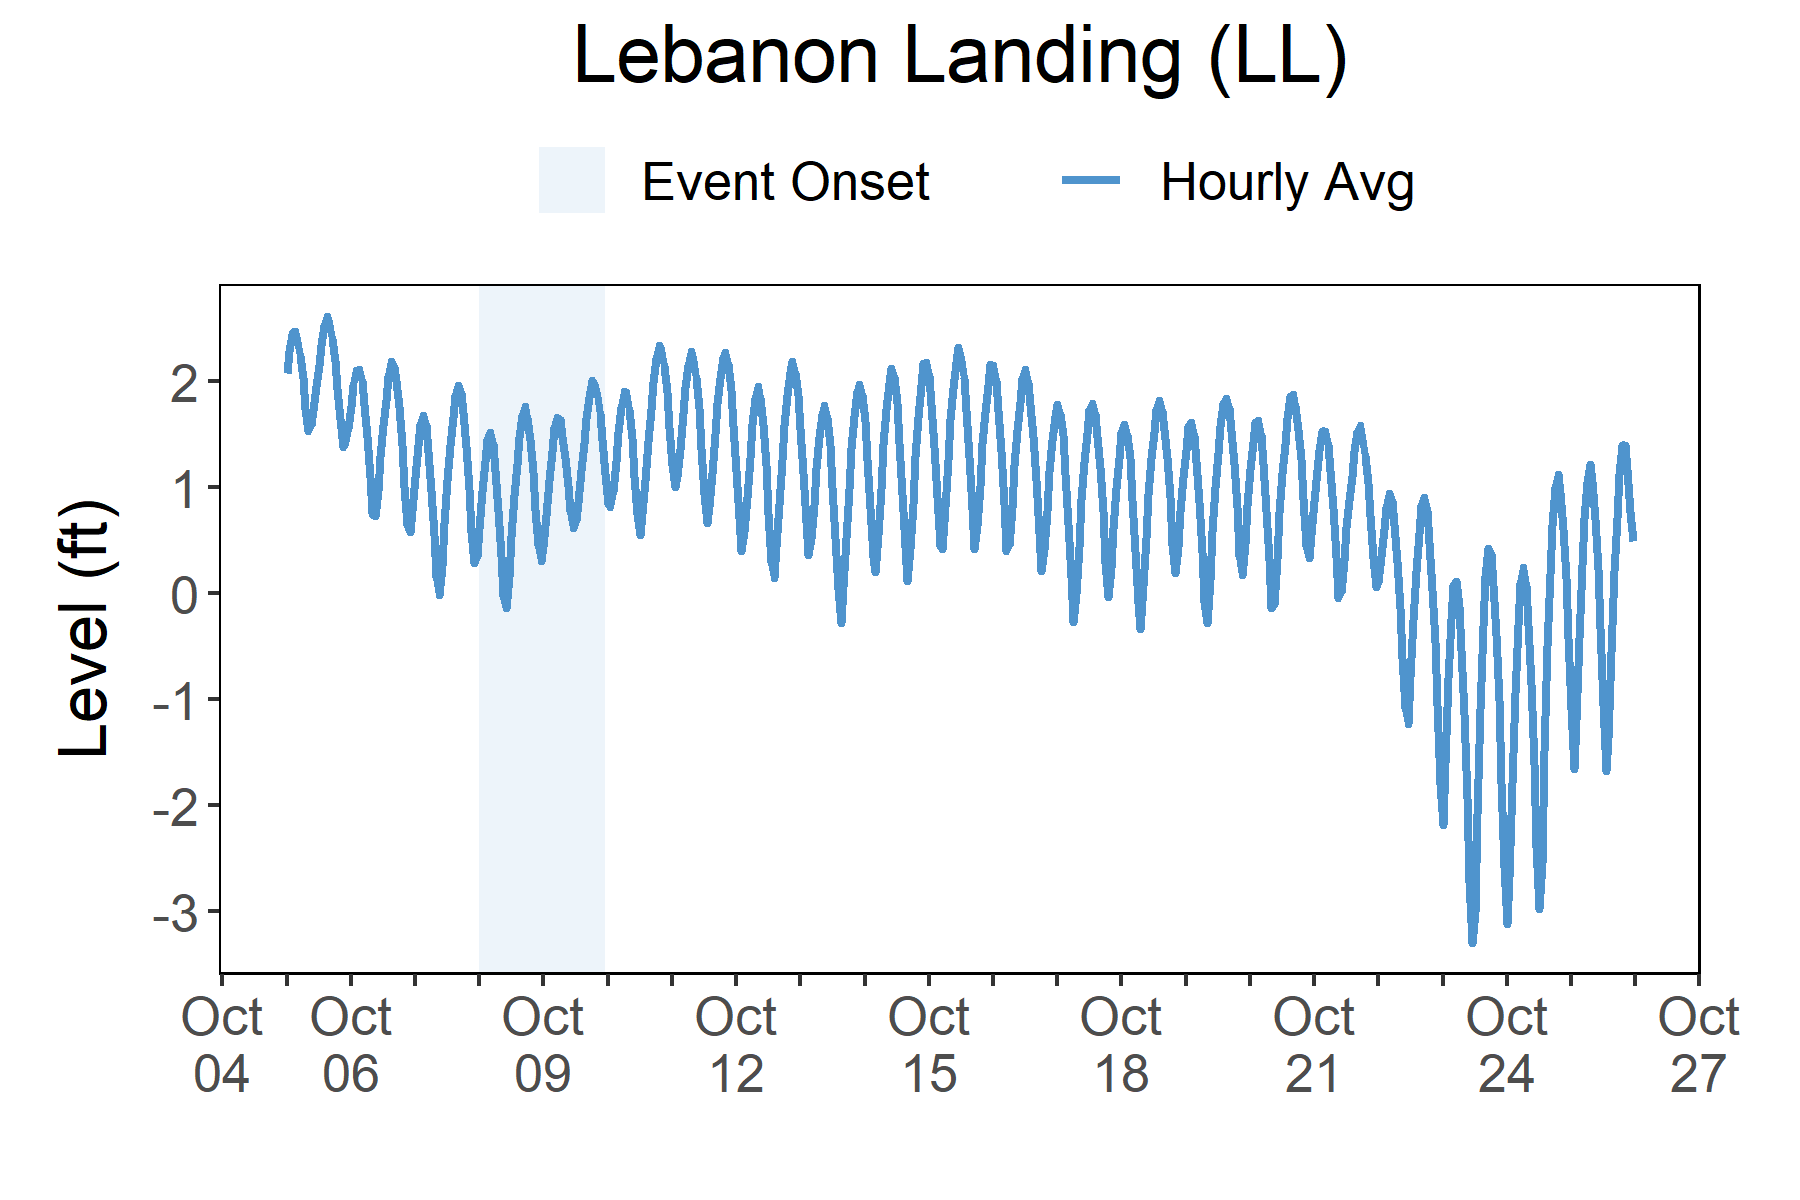 Lebanon Landing (LL)
Event Onset
Hourly Avg
Level (ft)
2
1
0
-1
-2
-3
Oct Oct Oct Oct Oct Oct Oct Oct Oct
04 06 09 12 15 18 21 24 27